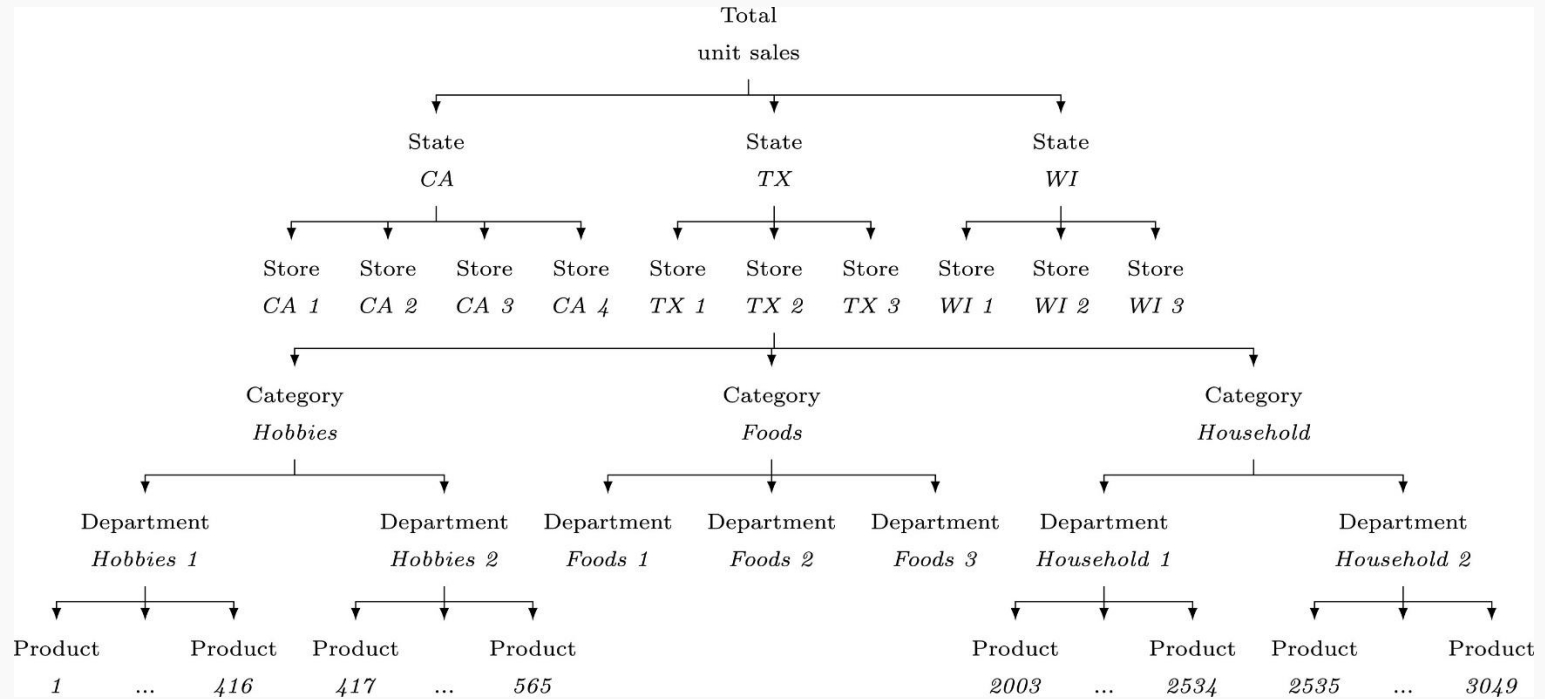 Total
unit sales
State State State
CA TX WI
Store Store Store Store Store Store Store Store Store Store
CA 1 CA 2 CA 3 CA 4 TX 1 TX 2 TX 3 WI 1 WI 2 WI 3
Category Category Category
Hobbies Foods Household
Department Department Department Department Department Department Department
Hobbies 1 Hobbies 2 Foods 1 Foods 2 Foods 3 Household 1 Household 2
Product Product Product Product Product Product Product Product
1 ... 416 417 ... 565 2003 ... 2534 2535 ... 3049